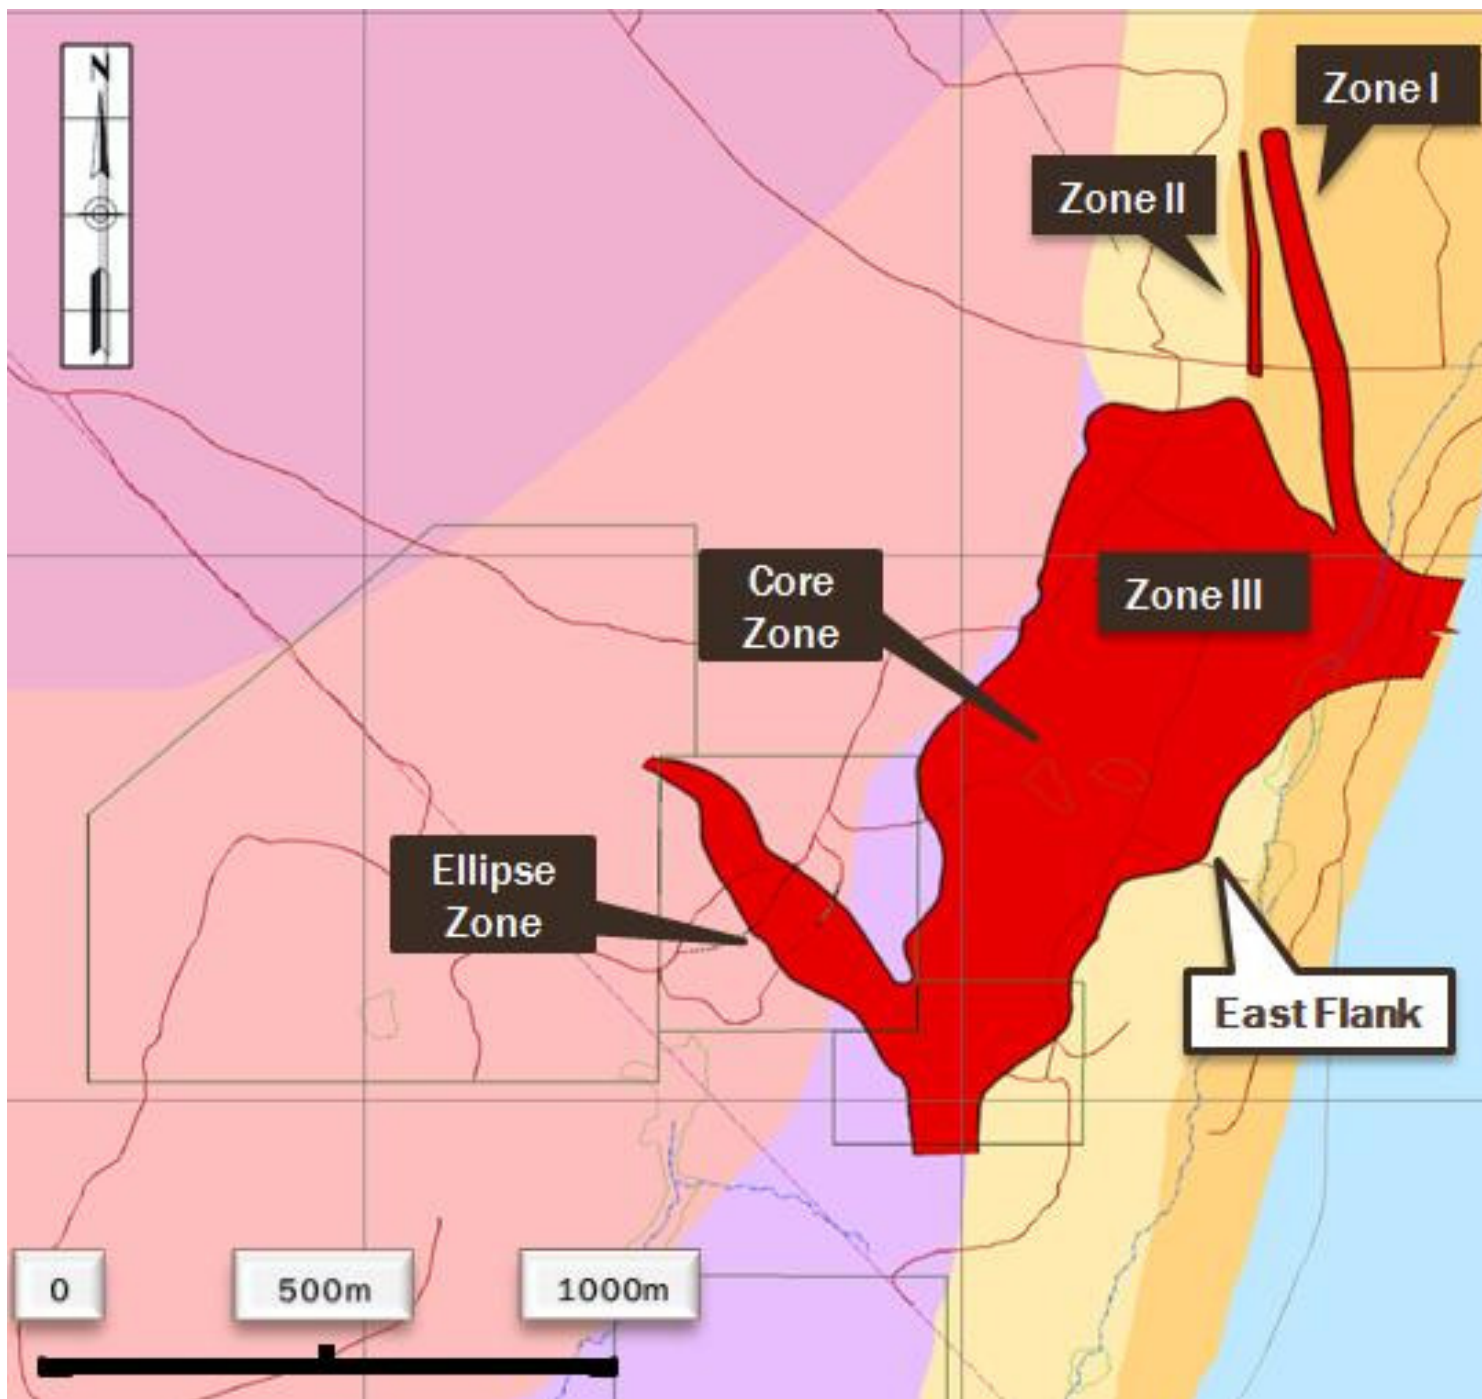 N
Zone I
Zone II
Core
Zone
Zone III
Ellipse
Zone
East Flank
0
500m
1000m